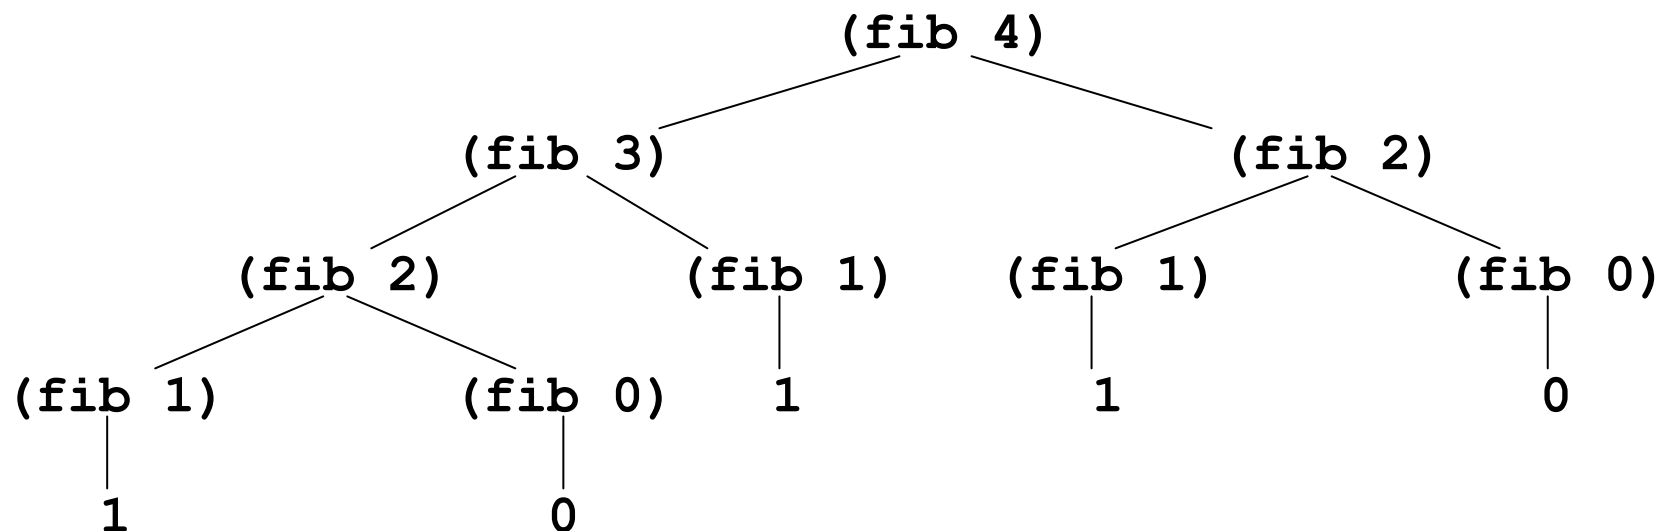 (fib 4)
(fib 3) (fib 2)
(fib 2) (fib 1) (fib 1) (fib 0)
(fib 1) (fib 0) 1 1 0
1 0